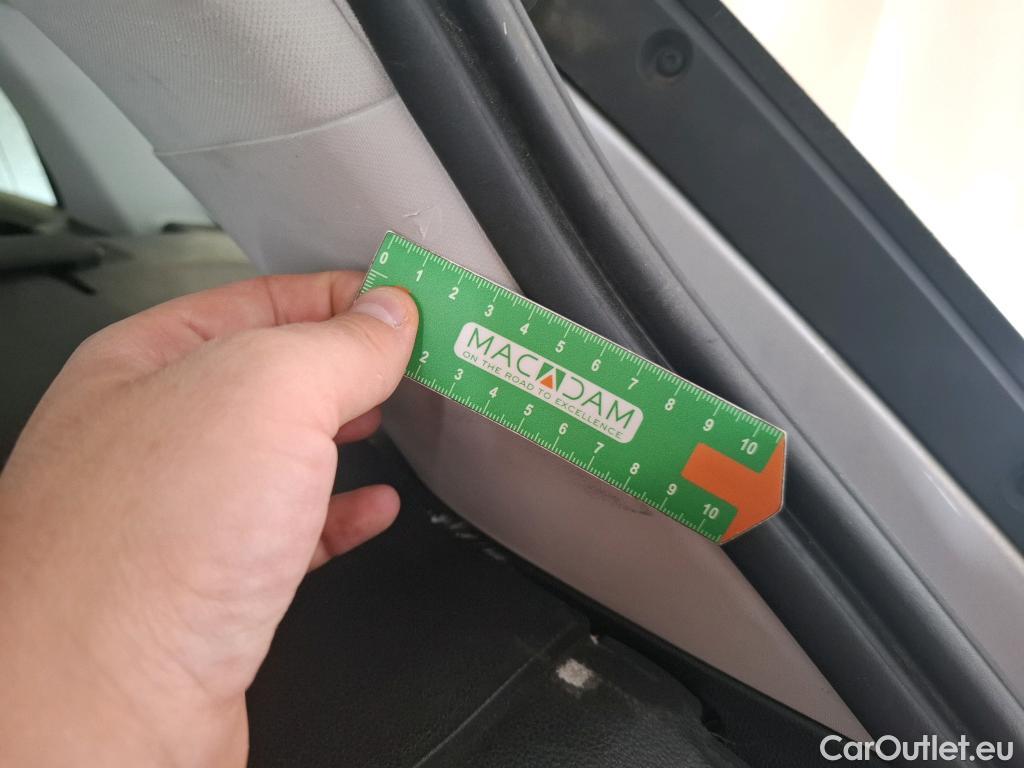 0 1 2 3 4 5 6 7 8 9 10
MACADAM
ON THE ROAD TO EXCELLENCE
2 3 4 5 6 7 8 9 10
CarOutlet.eu